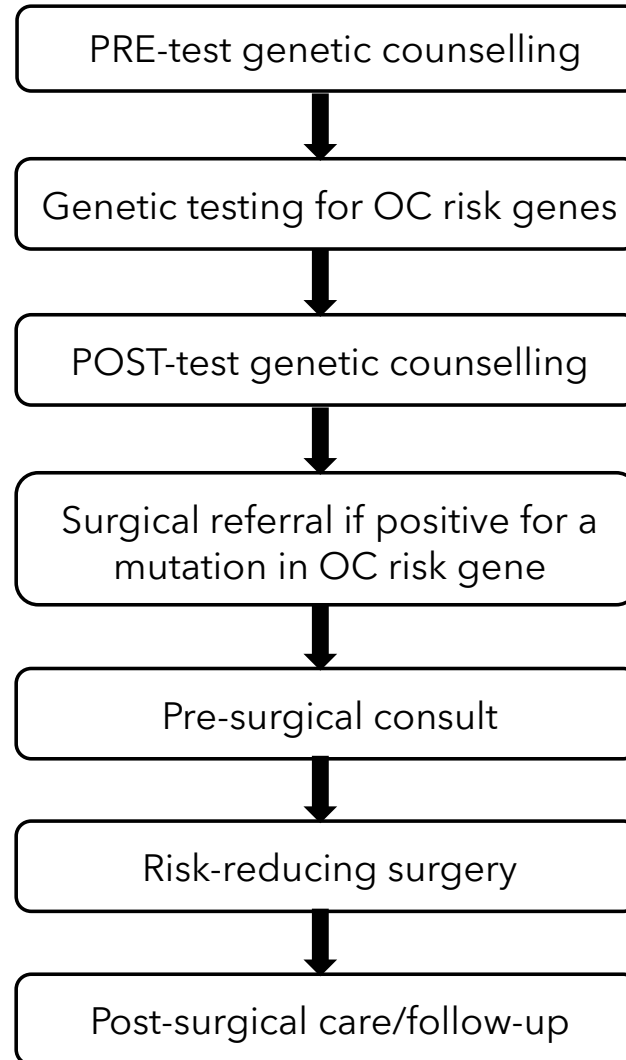 PRE-test genetic counselling
Genetic testing for OC risk genes
POST-test genetic counselling
Surgical referral if positive for a
mutation in OC risk gene
Pre-surgical consult
Risk-reducing surgery
Post-surgical care/follow-up